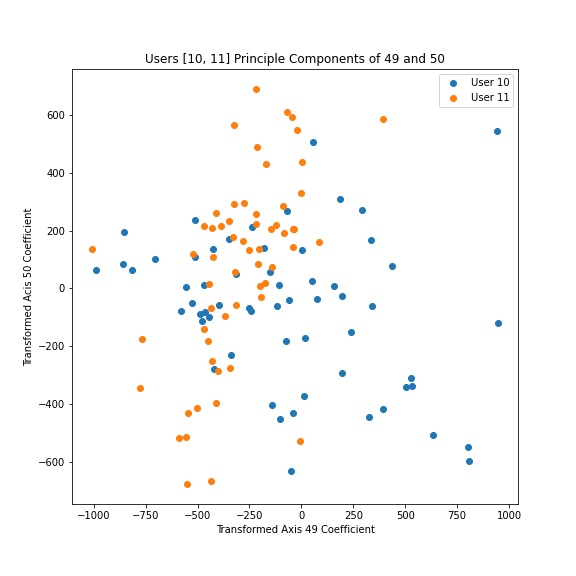 Users [10, 11] Principle Components of 49 and 50
User 10
User 11
Transformed Acis 50 Coefficient
600
400
200
0
−200
−400
−600
−1000 −750 −500 −250 0 250 500 750 1000
Transformed Axis 49 Coefficient